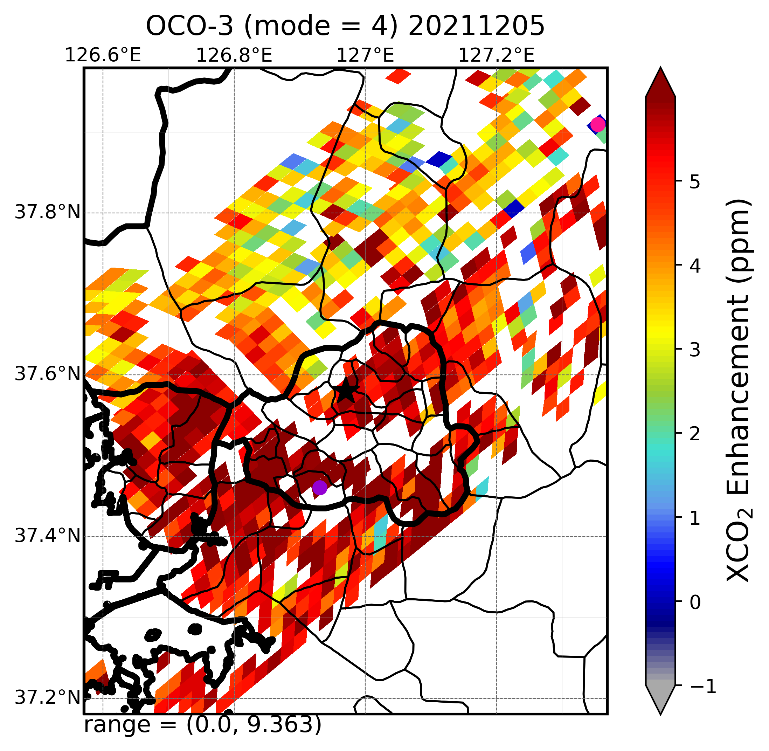 OCO-3 (mode = 4) 20211205
126.6°E 126.8°E 127°E 127.2°E
37.8°N
37.6°N
37.4°N
37.2°N
range = (0.0, 9.363)
5
4
3
2
1
0
−1
XCO₂ Enhancement (ppm)